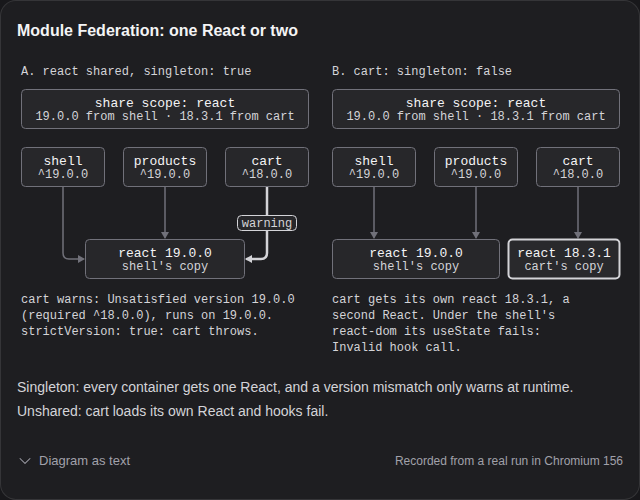 Module Federation: one React or two
A. react shared, singleton: true
share scope: react
19.0.0 from shell · 18.3.1 from cart
shell
^19.0.0
products
^19.0.0
cart
^18.0.0
warning
react 19.0.0
shell's copy
cart warns: Unsatisfied version 19.0.0
(required ^18.0.0), runs on 19.0.0.
strictVersion: true: cart throws.
B. cart: singleton: false
share scope: react
19.0.0 from shell · 18.3.1 from cart
shell
^19.0.0
products
^19.0.0
cart
^18.0.0
react 19.0.0
shell's copy
react 18.3.1
cart's copy
cart gets its own react 18.3.1, a
second React. Under the shell's
react-dom its useState fails:
Invalid hook call.
Singleton: every container gets one React, and a version mismatch only warns at runtime.
Unshared: cart loads its own React and hooks fail.
Diagram as text
Recorded from a real run in Chromium 156